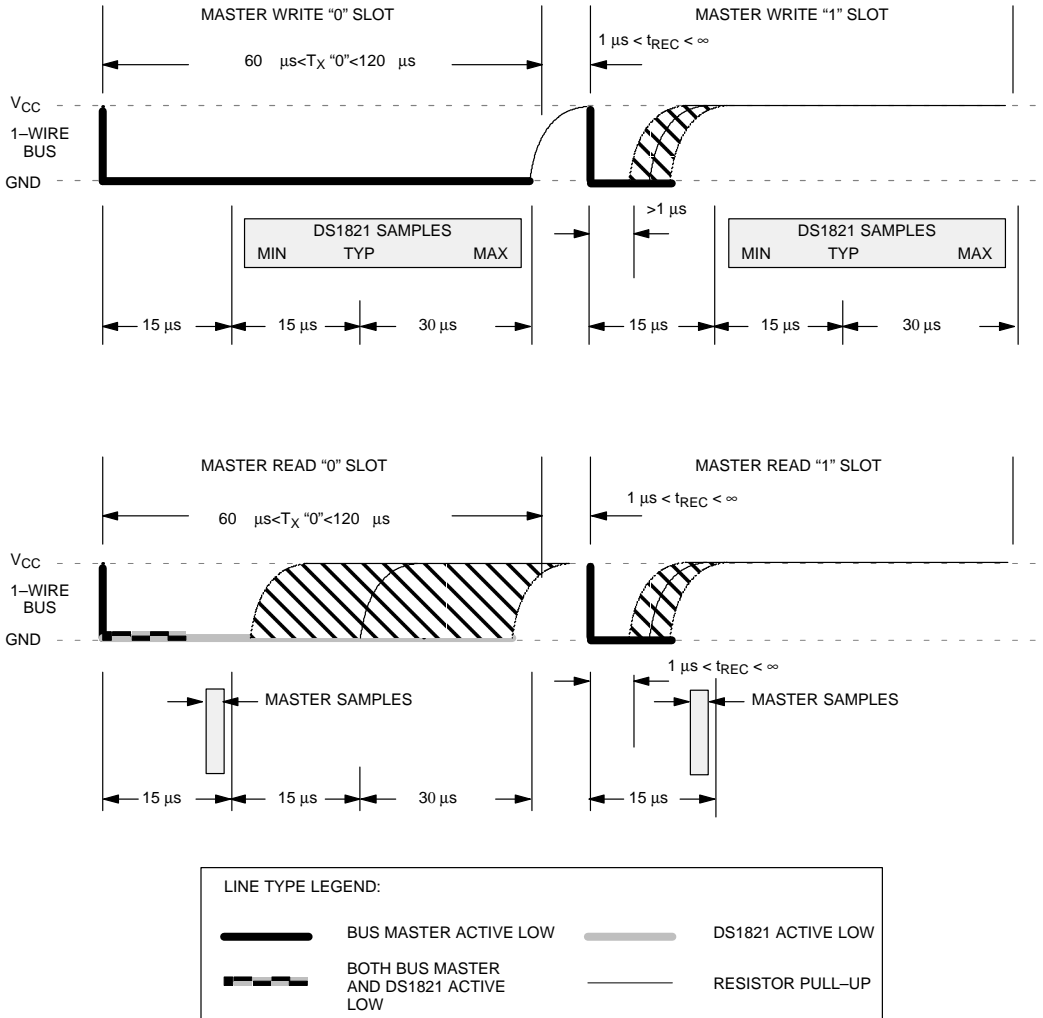 MASTER WRITE “0” SLOT
MASTER WRITE “1” SLOT
1 μs < tREC < ∞
60 μs<TX “0”<120 μs
VCC
1–WIRE
BUS
GND
>1 μs
DS1821 SAMPLES
MIN TYP MAX
DS1821 SAMPLES
MIN TYP MAX
15 μs 15 μs 30 μs 15 μs 15 μs 30 μs
MASTER READ “0” SLOT
MASTER READ “1” SLOT
1 μs < tREC < ∞
60 μs<TX “0”<120 μs
VCC
1–WIRE
BUS
GND
1 μs < tREC < ∞
MASTER SAMPLES
MASTER SAMPLES
15 μs 15 μs 30 μs 15 μs
LINE TYPE LEGEND:
BUS MASTER ACTIVE LOW
DS1821 ACTIVE LOW
BOTH BUS MASTER
AND DS1821 ACTIVE
LOW
RESISTOR PULL–UP